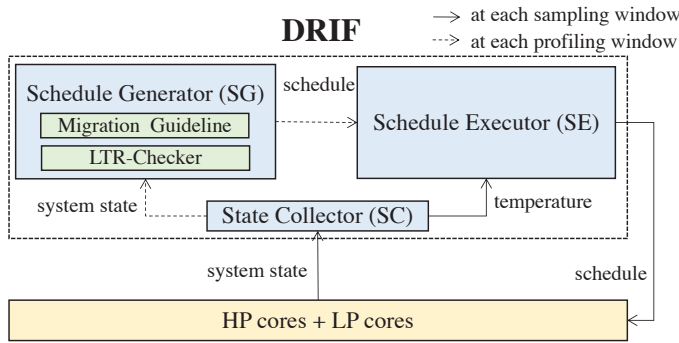 DRIF
at each sampling window
at each profiling window
Schedule Generator (SG)
Migration Guideline
LTR-Checker
schedule
Schedule Executor (SE)
system state
State Collector (SC)
temperature
system state
schedule
HP cores + LP cores